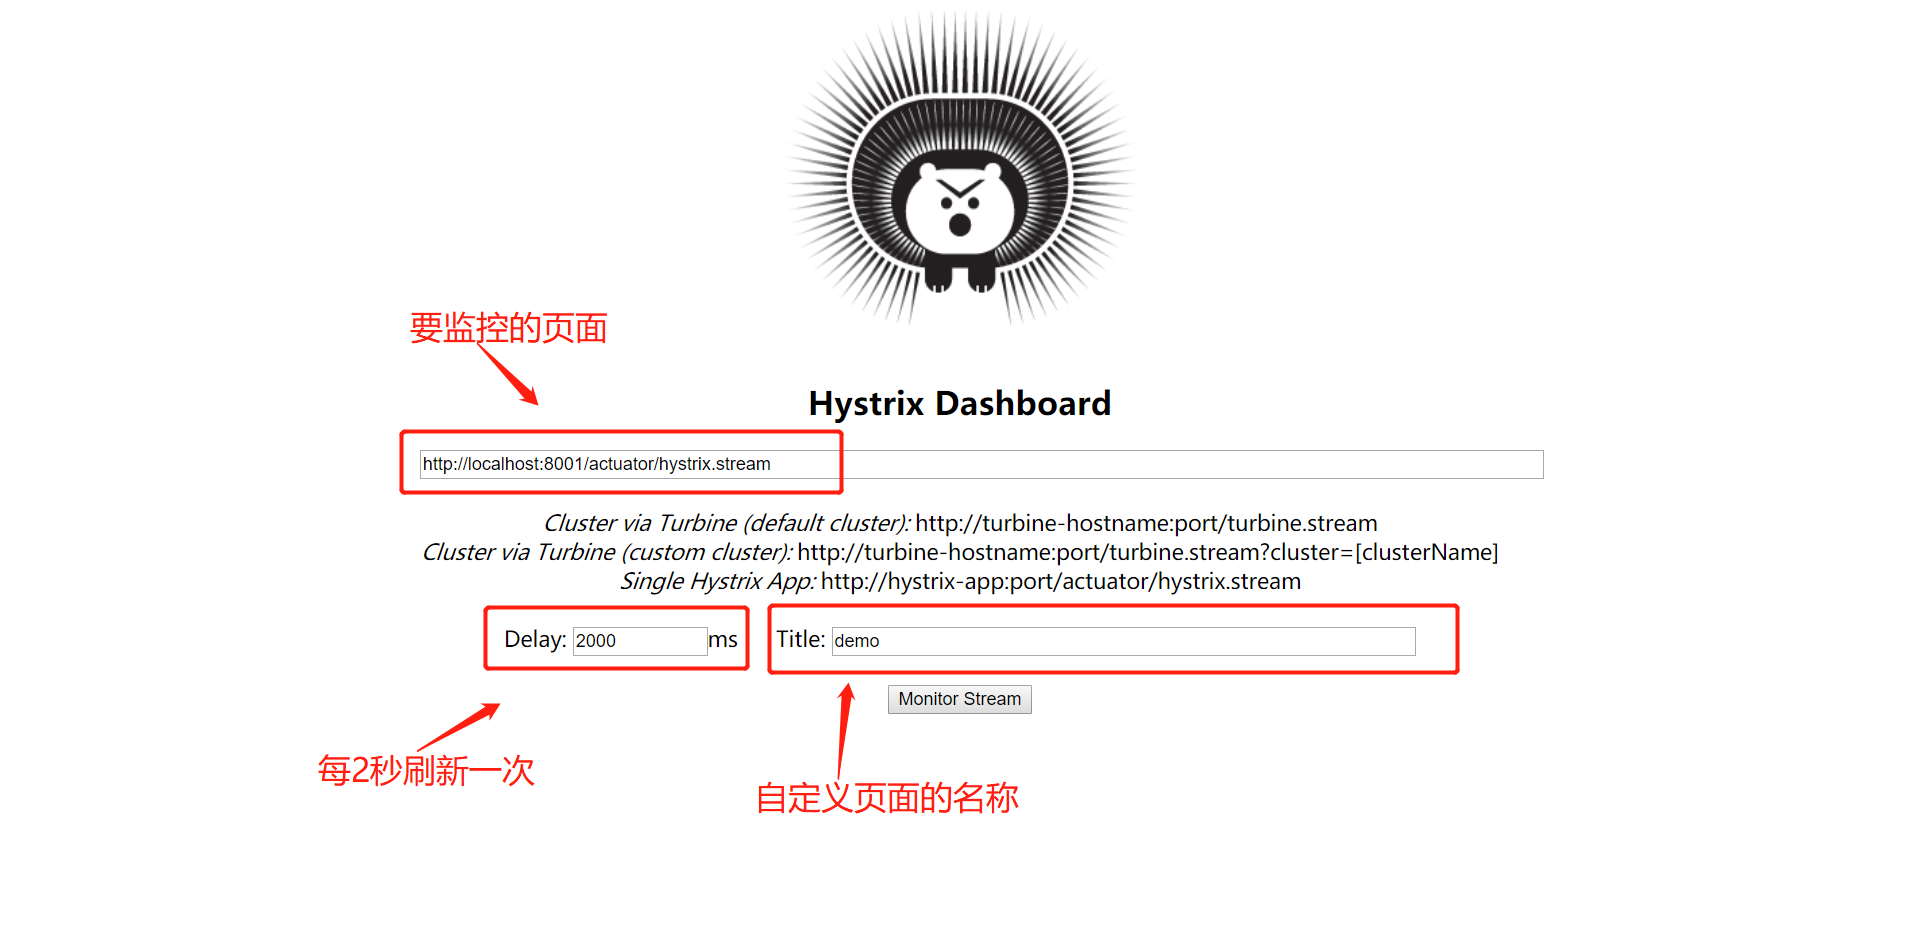 要监控的页面
Hystrix Dashboard
http://localhost:8001/actuator/hystrix.stream
Cluster via Turbine (default cluster): http://turbine-hostname:port/turbine.stream
Cluster via Turbine (custom cluster): http://turbine-hostname:port/turbine.stream?cluster=[clusterName]
Single Hystrix App: http://hystrix-app:port/actuator/hystrix.stream
Delay: 2000 ms Title: demo
Monitor Stream
每2秒刷新一次
自定义页面的名称